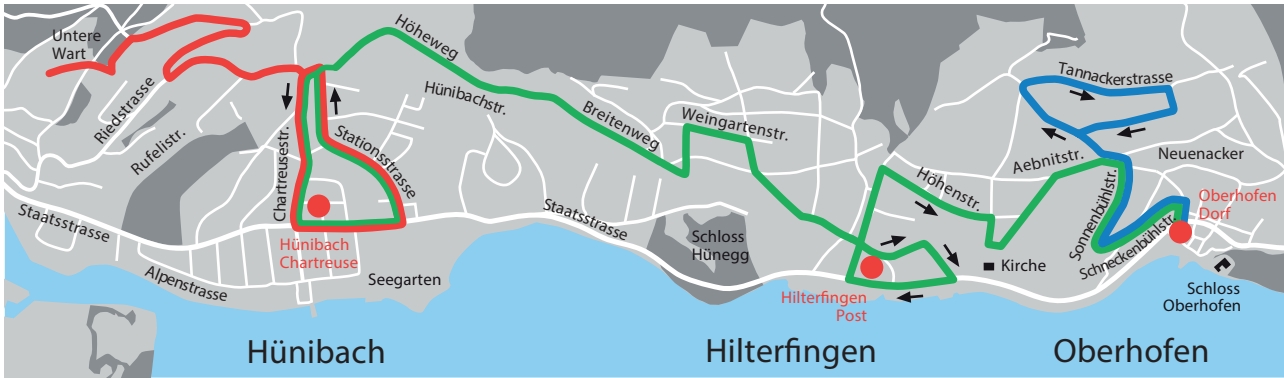 Untere
Wart
Riedstrasse
Rufelistr.
Staatsstrasse
Alpenstrasse
Chartreusestr.
Stationsstrasse
Hünibach
Chartreuse
Seegarten
Höheweg
Hünibachstr.
Breitenweg
Staatsstrasse
Weingartenstr.
Schloss
Hünegg
Hilterfingen
Post
Höhenstr.
Kirche
Aebnitstr.
Tannackerstrasse
Neuenacker
Sonnenbühlstr.
Schneckenbühlstr.
Oberhofen
Dorf
Schloss
Oberhofen
Hünibach
Hilterfingen
Oberhofen